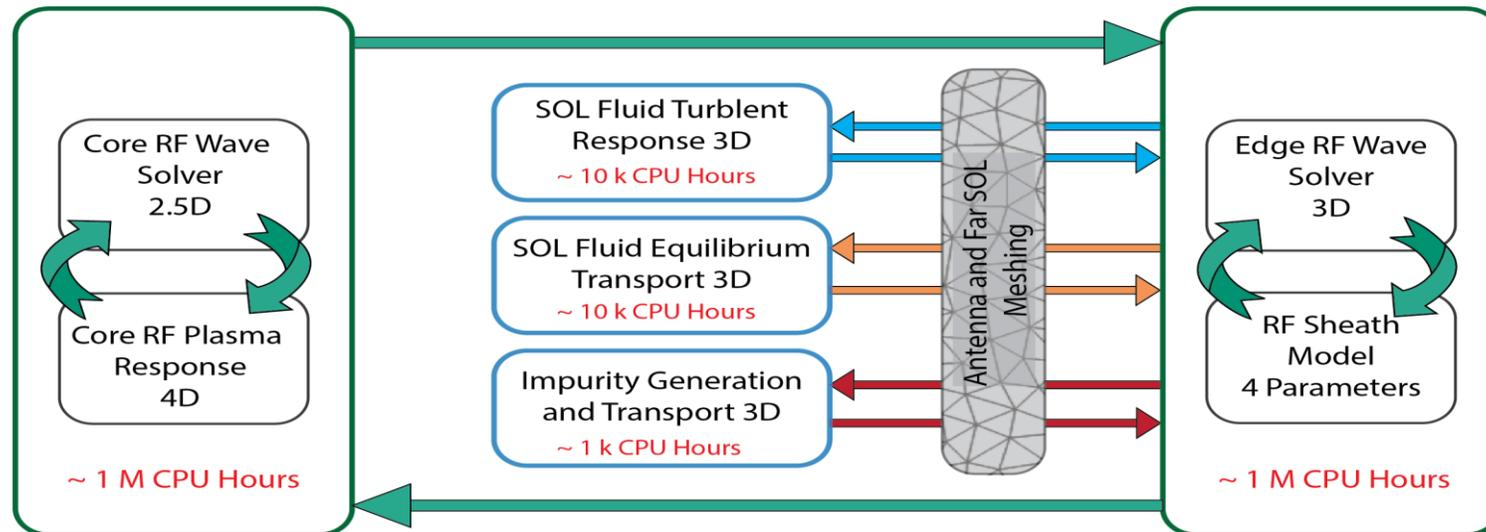 Core RF Wave
Solver
2.5D
Core RF Plasma
Response
4D
~ 1 M CPU Hours
SOL Fluid Turblent
Response 3D
~ 10 k CPU Hours
SOL Fluid Equilibrium
Transport 3D
~ 10 k CPU Hours
Impurity Generation
and Transport 3D
~ 1 k CPU Hours
Antenna and Far SOL
Meshing
Edge RF Wave
Solver
3D
RF Sheath
Model
4 Parameters
~ 1 M CPU Hours